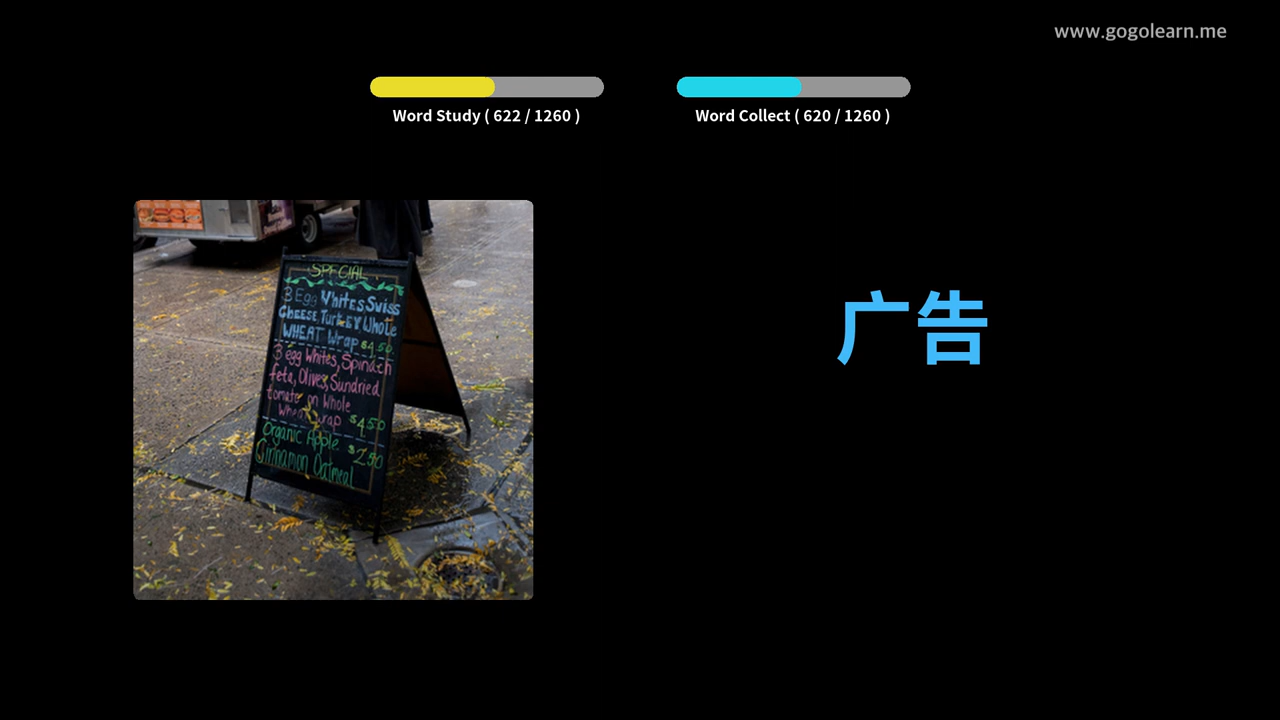 www.gogolearn.me
Word Study ( 622 / 1260 )
Word Collect ( 620 / 1260 )
SPECIAL
3 Egg Whites, Swiss
Cheese, Turkey Whole
WHEAT Wrap $4.50
3 egg Whites, Spinach
feta, Olives, Sundried
tomato on Whole
Wheat Wrap $4.50
Organic Apple
Cinnamon Oatmeal $2.50
广告